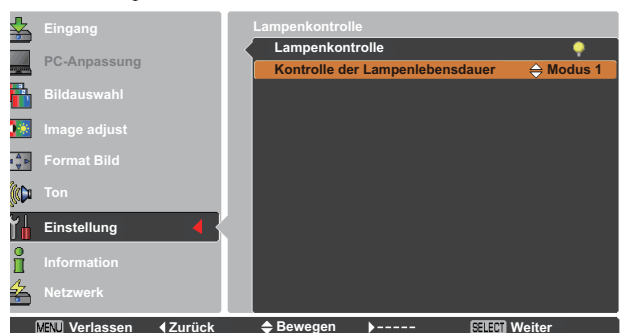 Eingang
PC-Anpassung
Bildauswahl
Image adjust
Format Bild
Ton
Einstellung
Information
Netzwerk
Lampenkontrolle
Lampenkontrolle
Kontrolle der Lampenlebensdauer Modus 1
MENU Verlassen Zurück Bewegen ----- SELECT Weiter